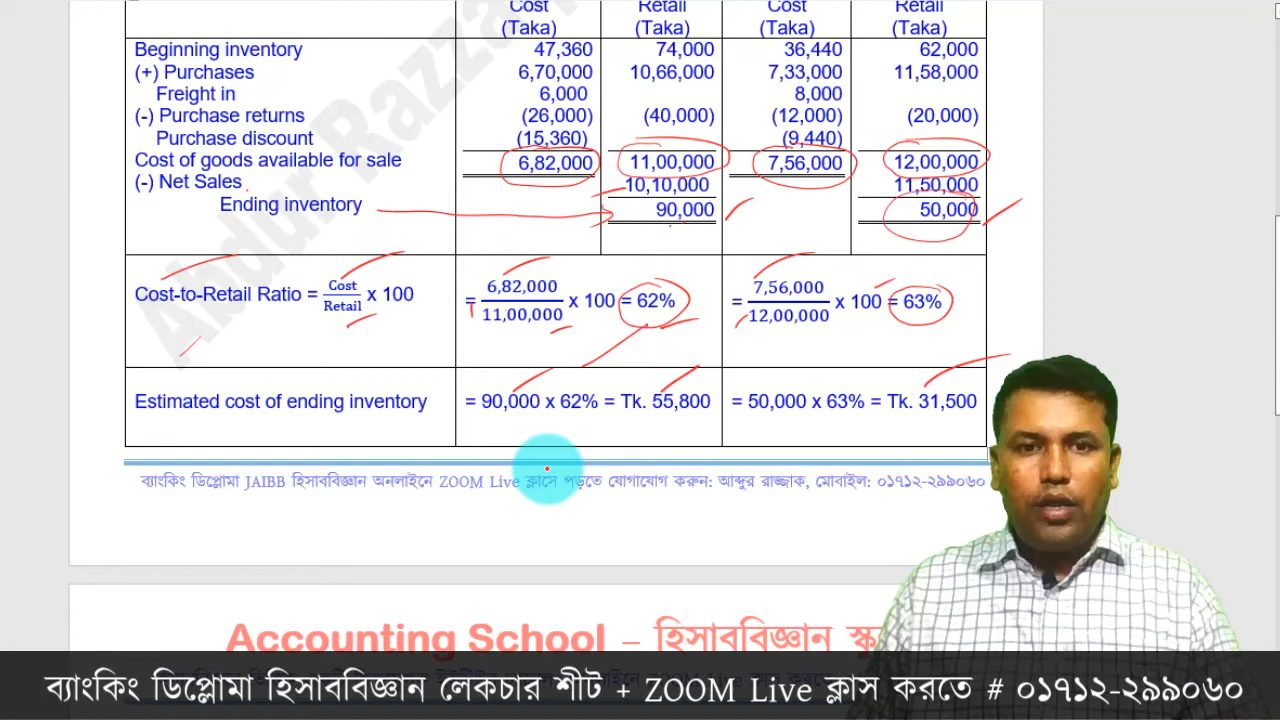 Cost Retail Cost Retail
(Taka) (Taka) (Taka) (Taka)
Beginning inventory 47,360 74,000 36,440 62,000
(+) Purchases 6,70,000 10,66,000 7,33,000 11,58,000
Freight in 6,000 8,000
(-) Purchase returns (26,000) (40,000) (12,000) (20,000)
Purchase discount (15,360) (9,440)
Cost of goods available for sale 6,82,000 11,00,000 7,56,000 12,00,000
(-) Net Sales 10,10,000 11,50,000
Ending inventory 90,000 50,000
Cost-to-Retail Ratio = Cost/Retail x 100 = 6,82,000/11,00,000 x 100 = 62% = 7,56,000/12,00,000 x 100 = 63%
Estimated cost of ending inventory = 90,000 x 62% = Tk. 55,800 = 50,000 x 63% = Tk. 31,500
ব্যাংকিং ডিপ্লোমা JAIBB হিসাববিজ্ঞান অনলাইনে ZOOM Live ক্লাসে পড়তে যোগাযোগ করুন: আব্দুর রাজ্জাক, মোবাইল: ০১৭১২-২৯৯০৬০
Abdur Razza
Accounting School – হিসাববিজ্ঞান স্কু
ব্যাংকিং ডিপ্লোমা হিসাববিজ্ঞান লেকচার শীট + ZOOM Live ক্লাস করতে # ০১৭১২-২৯৯০৬০